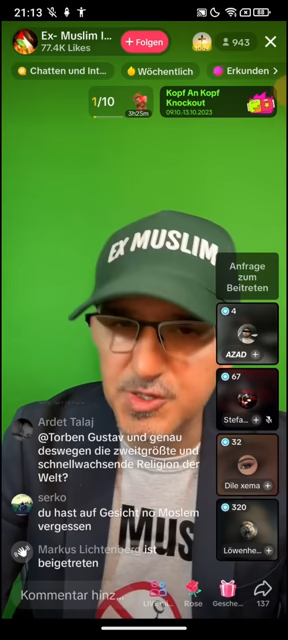 21:13
88
Ex- Muslim I...
77.4K Likes
+ Folgen
943
Chatten und Int...
Wöchentlich
Erkunden
1/10
3h25m
Kopf An Kopf
Knockout
09.10.-13.10.2023
EX MUSLIM
Anfrage
zum
Beitreten
4
AZAD
67
Stefa...
32
Dile xema
320
Löwenhe...
Ardet Talaj
@Torben Gustav und genau
deswegen die zweitgrößte und
schnellwachsende Religion der
Welt?
serko
du hast auf Gesicht no Moslem
vergessen
Markus Lichtenberg ist
beigetreten
Mus
Kommentar hinz...
Rose
Gesche...
137